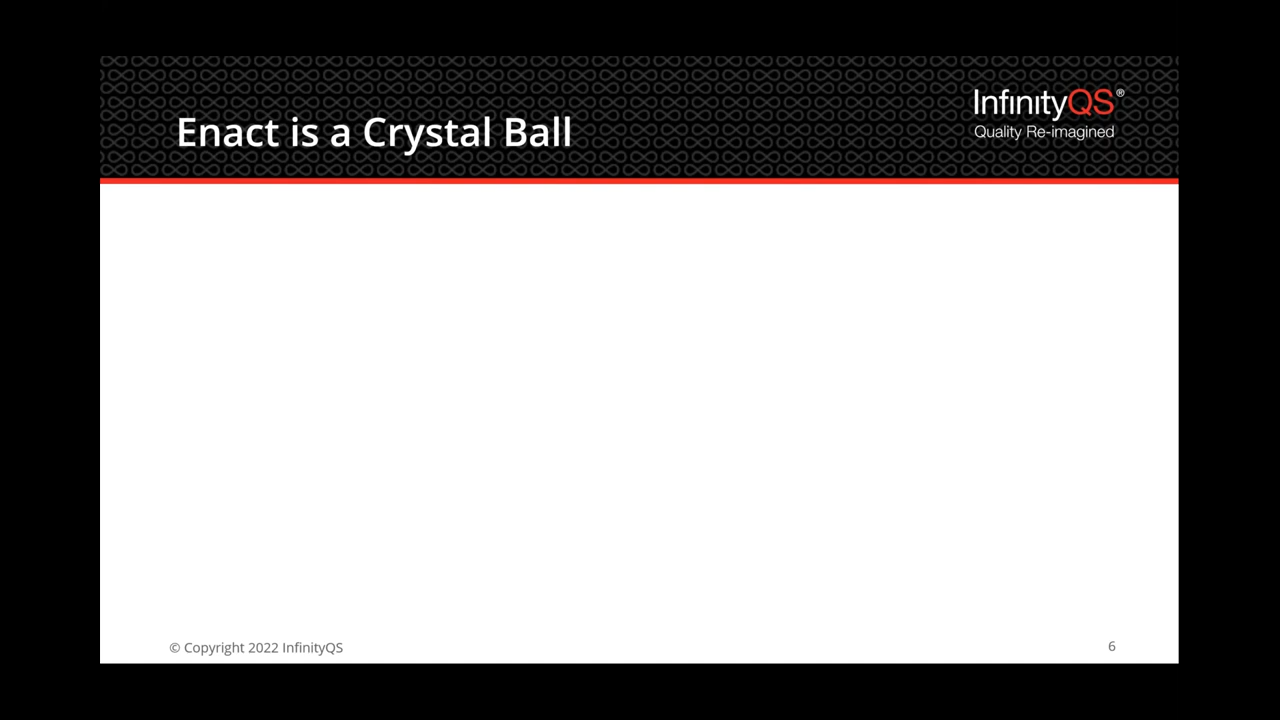 Enact is a Crystal Ball
InfinityQS®
Quality Re-imagined
© Copyright 2022 InfinityQS
6